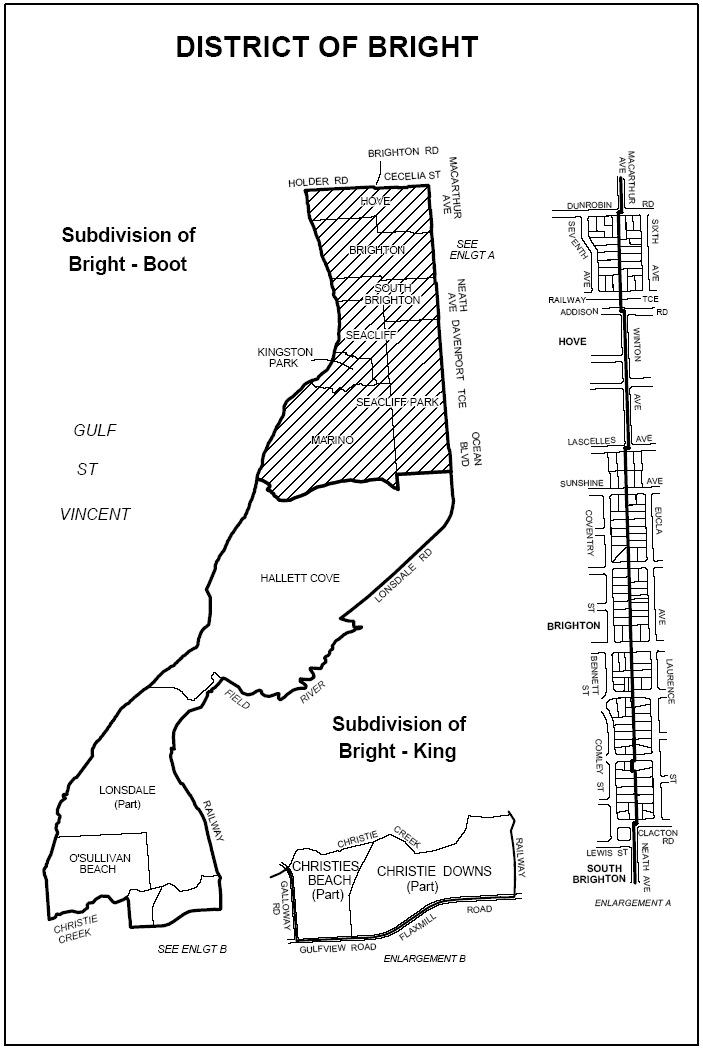 DISTRICT OF BRIGHT
Subdivision of
Bright - Boot
BRIGHTON RD
HOLDER RD
CECELIA ST
MACARTHUR
AVE
HOVE
BRIGHTON
SEE
ENLGT A
SOUTH
BRIGHTON
NEATH
AVE
DAVENPORT TCE
SEACLIFF
KINGSTON
PARK
SEACLIFF PARK
MARINO
OCEAN
BLVD
GULF
ST
VINCENT
HALLETT COVE
LONSDALE RD
FIELD
RIVER
LONSDALE
(Part)
RAILWAY
O'SULLIVAN
BEACH
CHRISTIE
CREEK
SEE ENLGT B
Subdivision of
Bright - King
CHRISTIE
CREEK
CHRISTIES
BEACH
(Part)
CHRISTIE DOWNS
(Part)
RAILWAY
GALLOWAY
RD
GULFVIEW ROAD
FLAXMILL
ROAD
ENLARGEMENT B
MACARTHUR
AVE
DUNROBIN RD
SEVENTH
AVE
SIXTH
AVE
RAILWAY TCE
ADDISON RD
HOVE
WINTON
AVE
LASCELLES AVE
SUNSHINE AVE
COVENTRY
ST
EUCLA
AVE
BRIGHTON
BENNETT
ST
LAURENCE
ST
COMLEY
ST
CLACTON
RD
LEWIS ST
NEATH AVE
SOUTH
BRIGHTON
ENLARGEMENT A